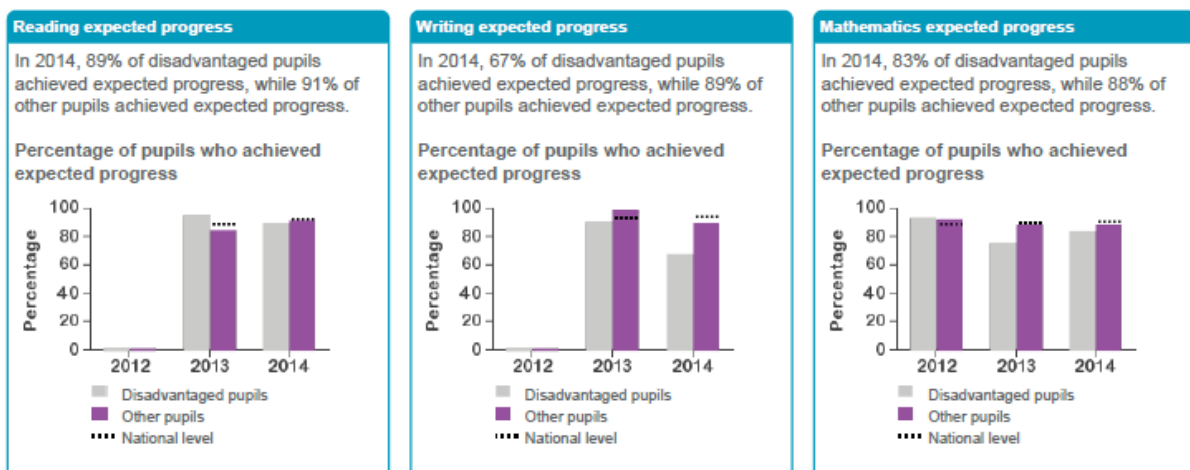 Reading expected progress
In 2014, 89% of disadvantaged pupils
achieved expected progress, while 91% of
other pupils achieved expected progress.
Percentage of pupils who achieved
expected progress
Percentage
100
80
60
40
20
0
2012
2013
2014
Disadvantaged pupils
Other pupils
National level
Writing expected progress
In 2014, 67% of disadvantaged pupils
achieved expected progress, while 89% of
other pupils achieved expected progress.
Percentage of pupils who achieved
expected progress
Percentage
100
80
60
40
20
0
2012
2013
2014
Disadvantaged pupils
Other pupils
National level
Mathematics expected progress
In 2014, 83% of disadvantaged pupils
achieved expected progress, while 88% of
other pupils achieved expected progress.
Percentage of pupils who achieved
expected progress
Percentage
100
80
60
40
20
0
2012
2013
2014
Disadvantaged pupils
Other pupils
National level